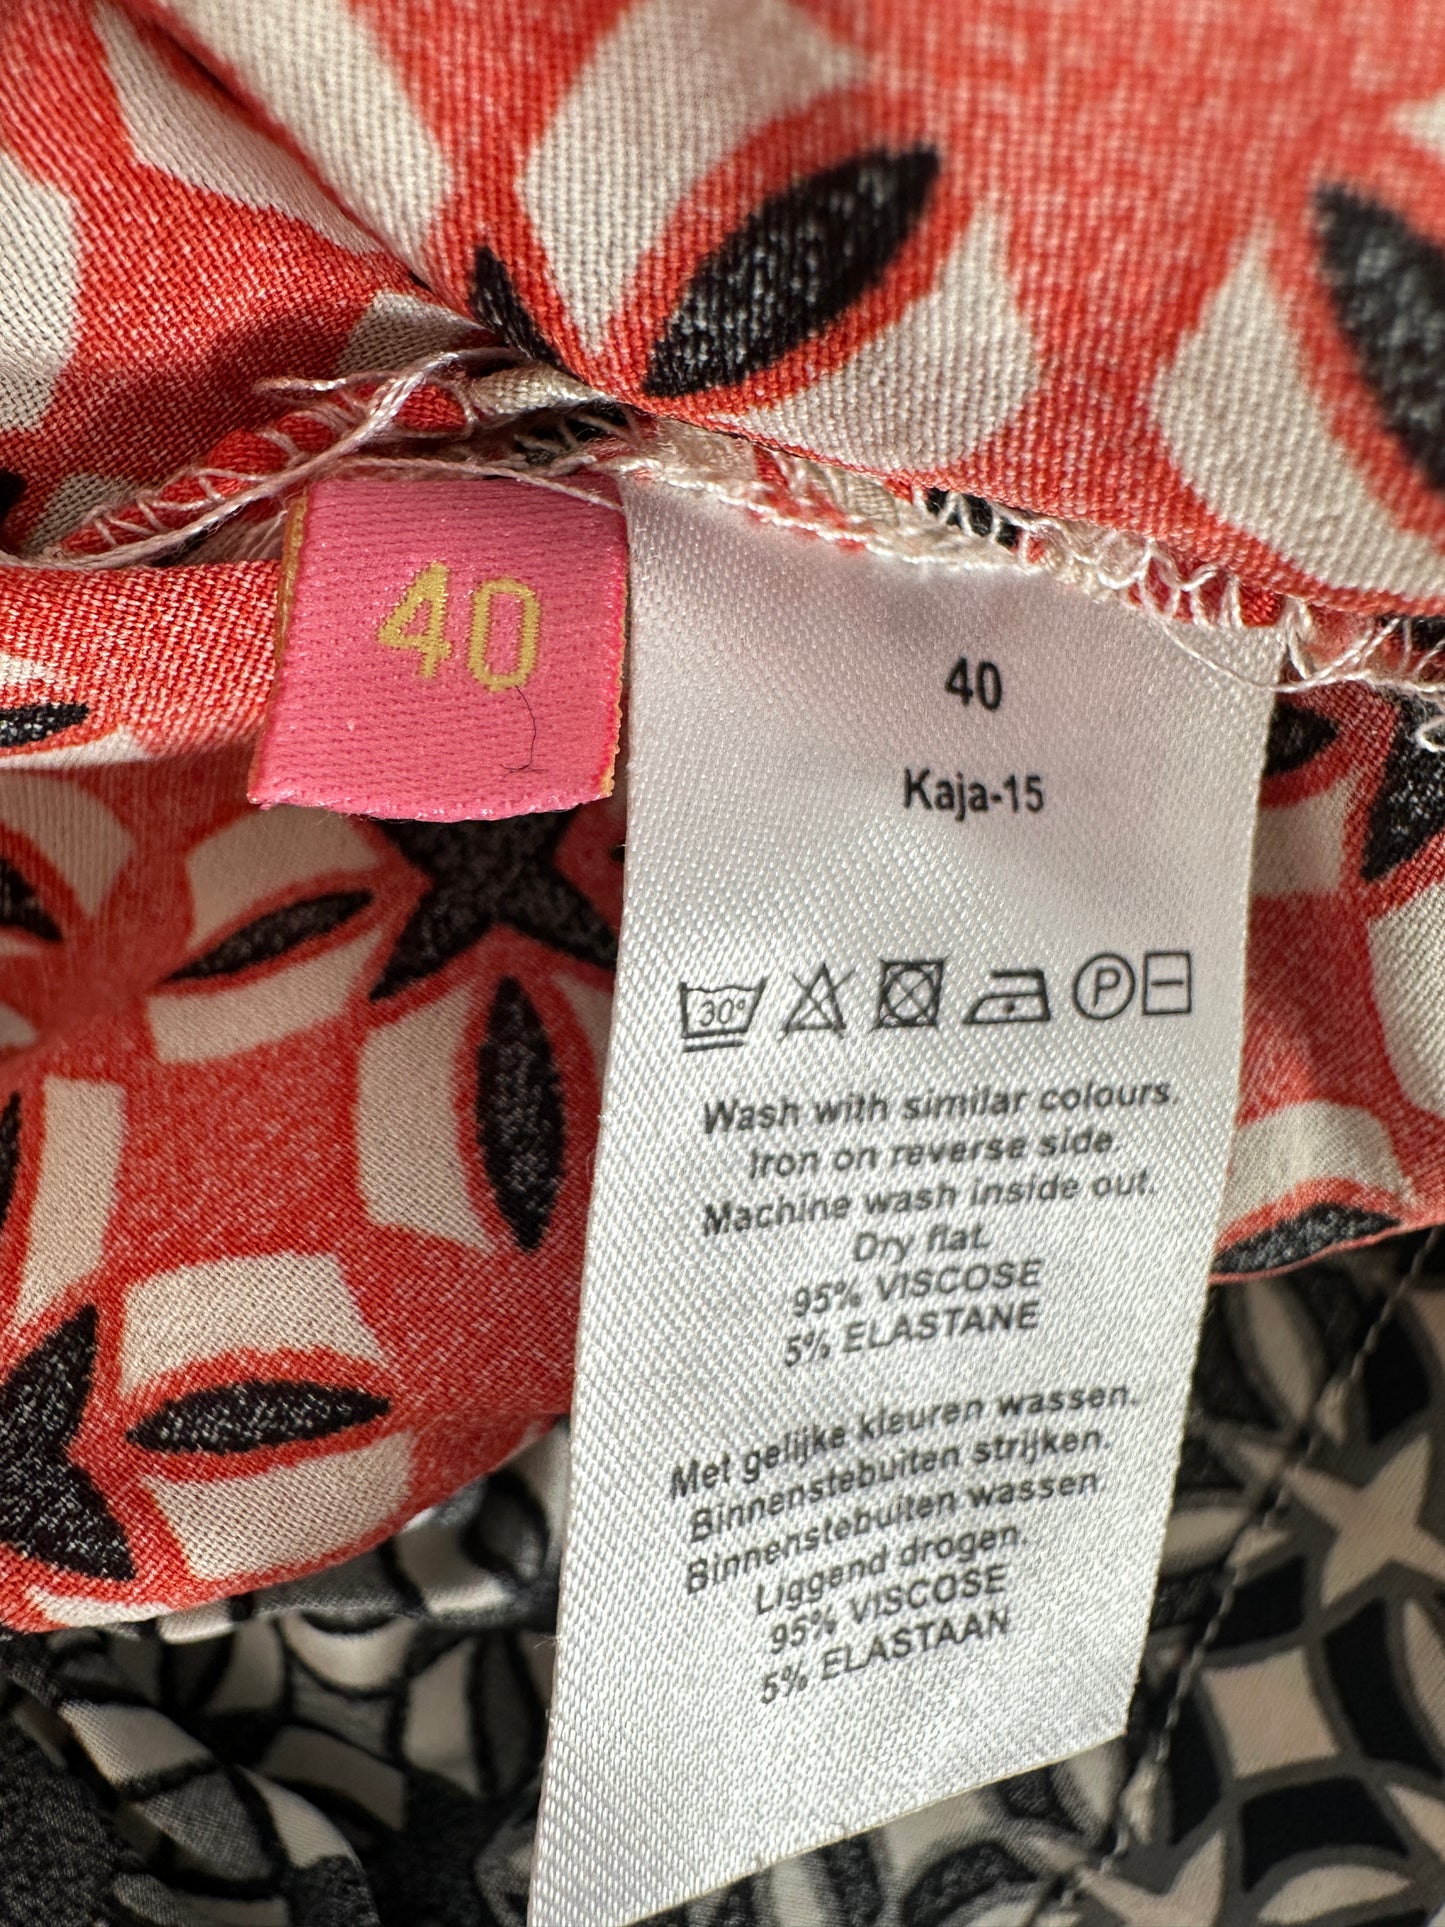 40
40
Kaja-15
30°
P
Wash with similar colours.
Iron on reverse side.
Machine wash inside out.
Dry flat.
95% VISCOSE
5% ELASTANE
Met gelijke kleuren wassen.
Binnenstebuiten strijken.
Binnenstebuiten wassen.
Liggend drogen.
95% VISCOSE
5% ELASTAAN